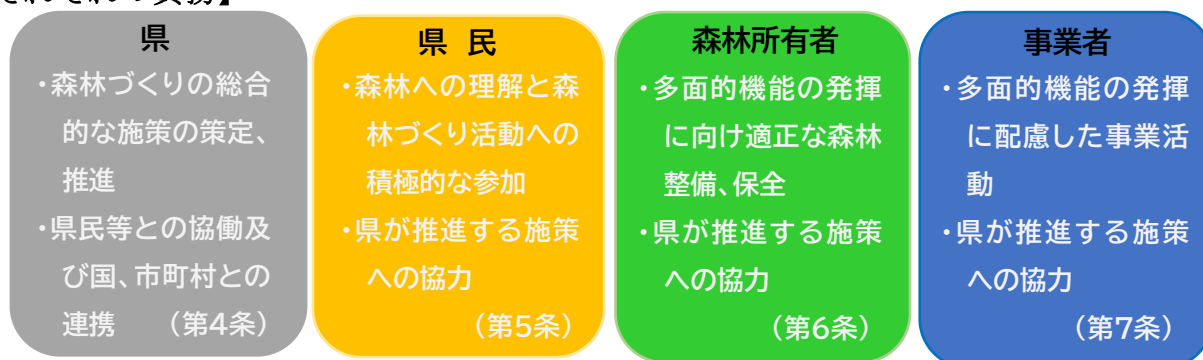 それぞれの責務】
県
・森林づくりの総合
的な施策の策定、
推進
・県民等との協働及
び国、市町村との
連携　（第4条）
県 民
・森林への理解と森
林づくり活動への
積極的な参加
・県が推進する施策
への協力
（第5条）
森林所有者
・多面的機能の発揮
に向け適正な森林
整備、保全
・県が推進する施策
への協力
（第6条）
事業者
・多面的機能の発揮
に配慮した事業活
動
・県が推進する施策
への協力
（第7条）